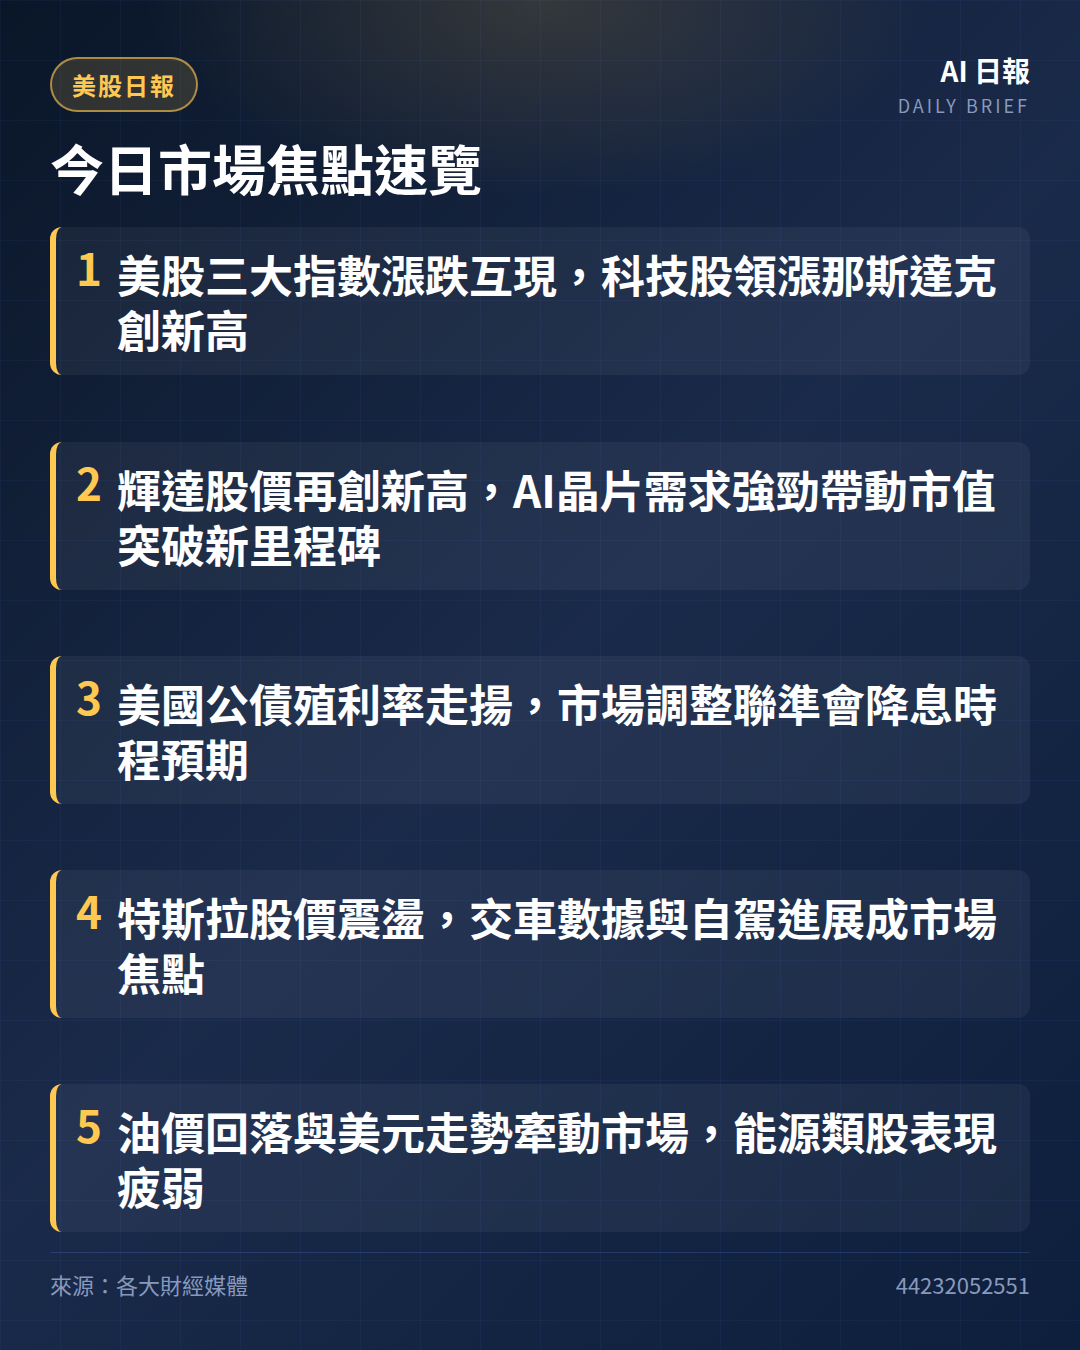 美股日報
AI 日報
DAILY BRIEF
今日市場焦點速覽
1 美股三大指數漲跌互現，科技股領漲那斯達克
創新高
2 輝達股價再創新高，AI晶片需求強勁帶動市值
突破新里程碑
3 美國公債殖利率走揚，市場調整聯準會降息時
程預期
4 特斯拉股價震盪，交車數據與自駕進展成市場
焦點
5 油價回落與美元走勢牽動市場，能源類股表現
疲弱
來源：各大財經媒體
44232052551